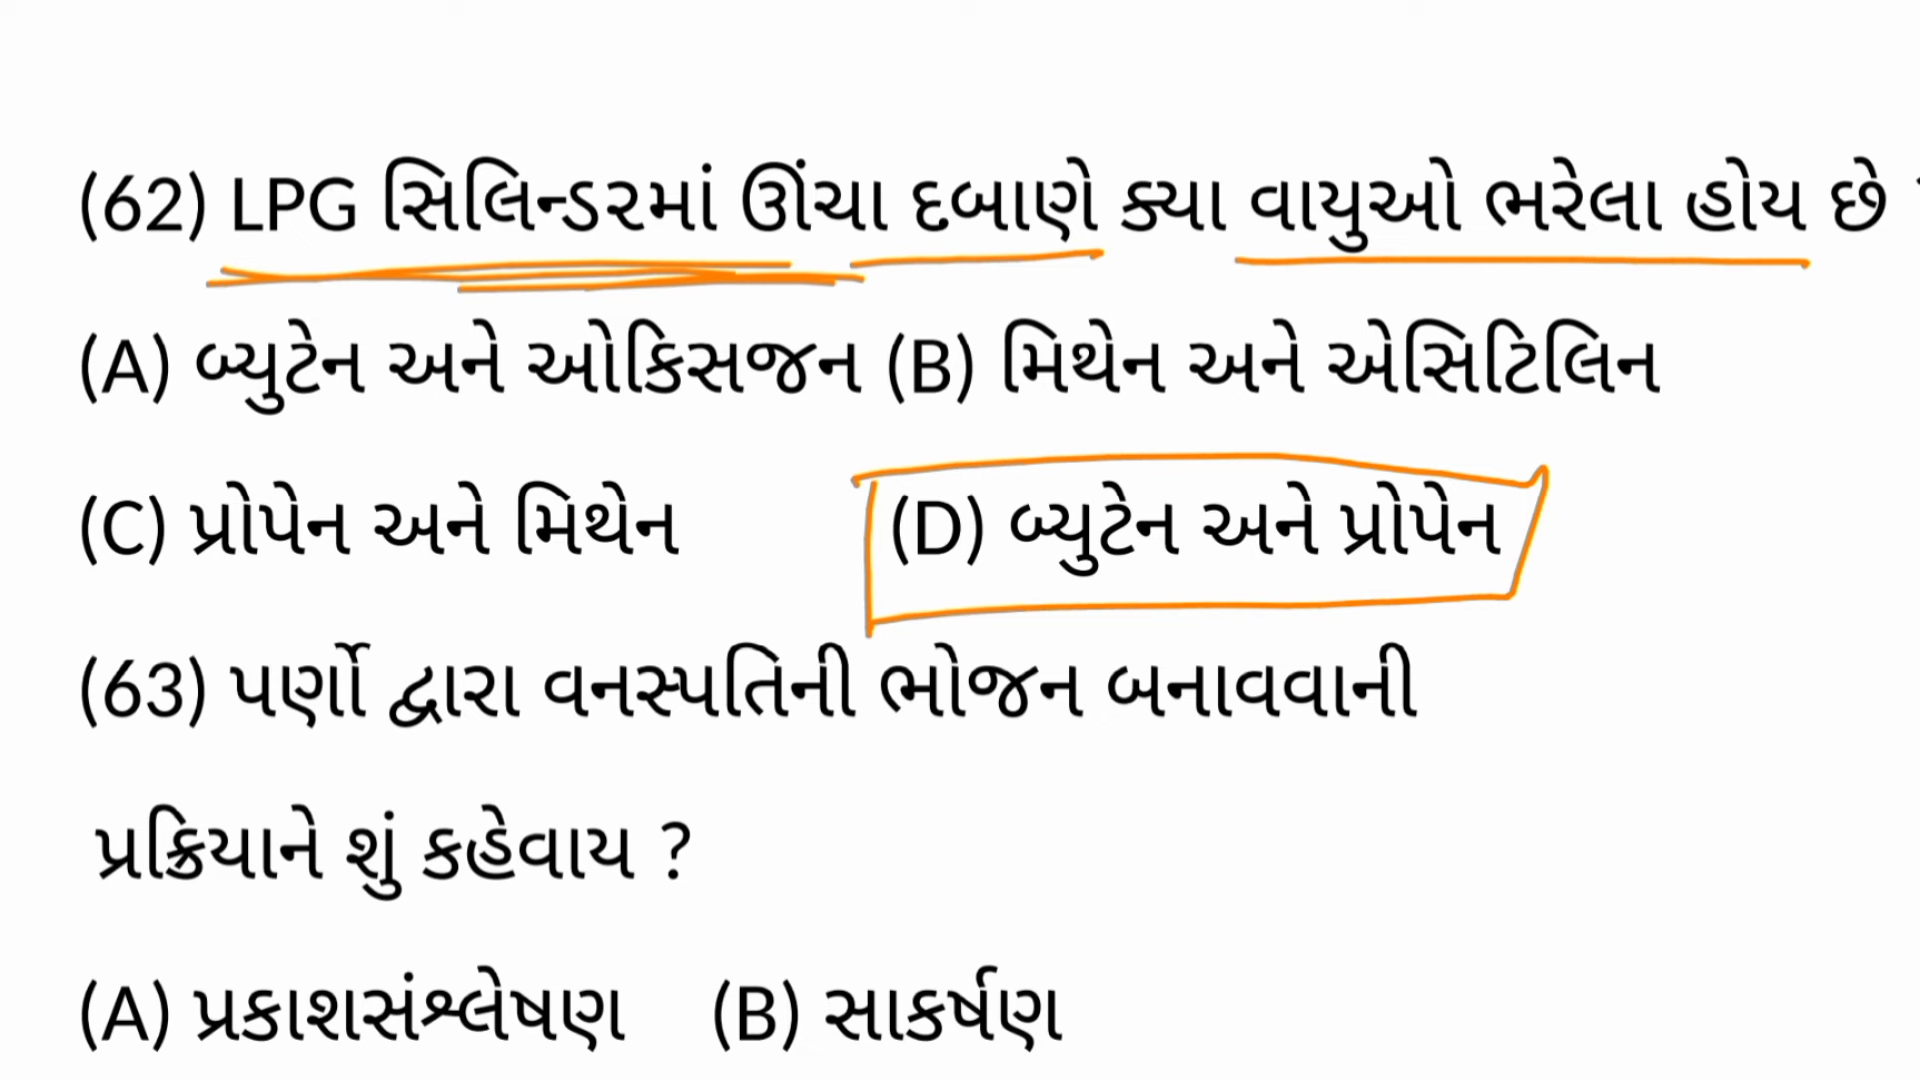 (62) LPG સિલિન્ડરમાં ઊંચા દબાણે ક્યા વાયુઓ ભરેલા હોય છે
(A) બ્યુટેન અને ઓકિસજન (B) મિથેન અને એસિટિલિન
(C) પ્રોપેન અને મિથેન (D) બ્યુટેન અને પ્રોપેન
(63) પર્ણો દ્વારા વનસ્પતિની ભોજન બનાવવાની
પ્રક્રિયાને શું કહેવાય ?
(A) પ્રકાશસંશ્લેષણ (B) સાકર્ષણ